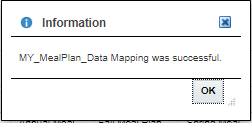 Information
MY_MealPlan_Data Mapping was successful.
OK